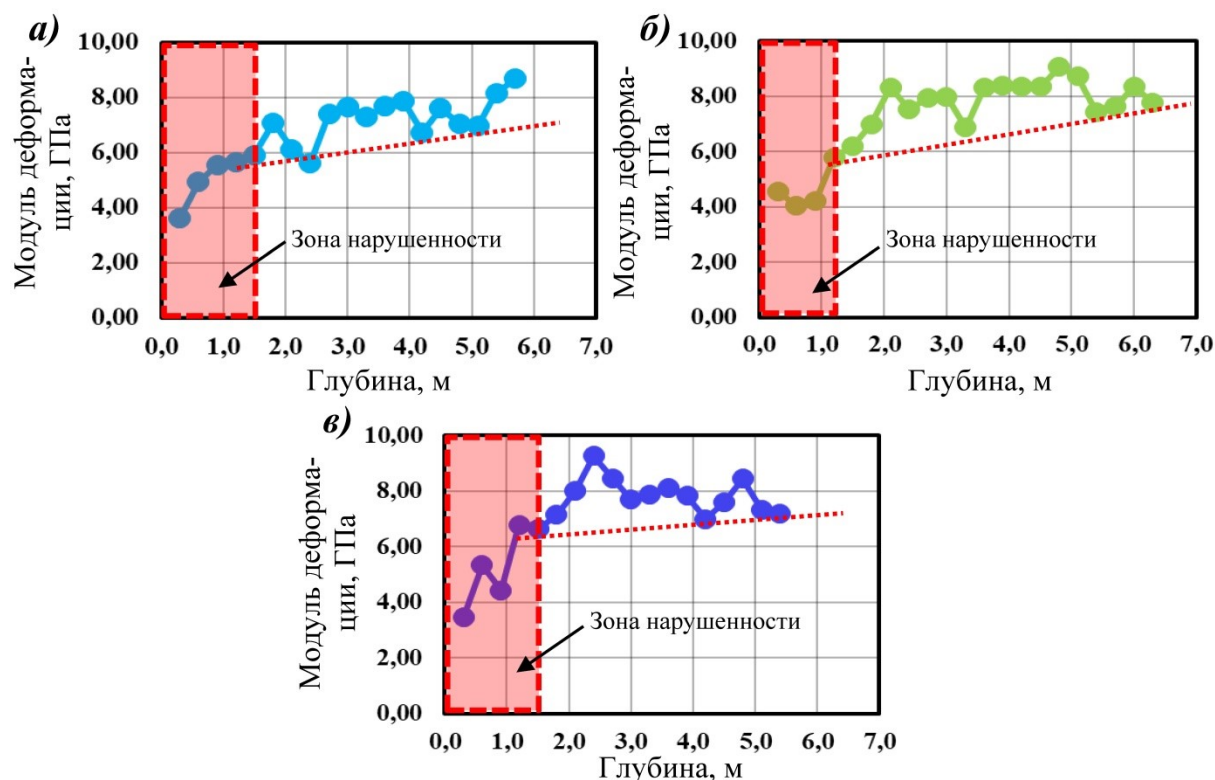 а)
Модуль деформа-
ции, ГПа
10,00
8,00
6,00
4,00
2,00
0,00
Зона нарушенности
0,0 1,0 2,0 3,0 4,0 5,0 6,0 7,0
Глубина, м
б)
Модуль деформа-
ции, ГПа
10,00
8,00
6,00
4,00
2,00
0,00
Зона нарушенности
0,0 1,0 2,0 3,0 4,0 5,0 6,0 7,0
Глубина, м
в)
Модуль деформа-
ции, ГПа
10,00
8,00
6,00
4,00
2,00
0,00
Зона нарушенности
0,0 1,0 2,0 3,0 4,0 5,0 6,0 7,0
Глубина, м